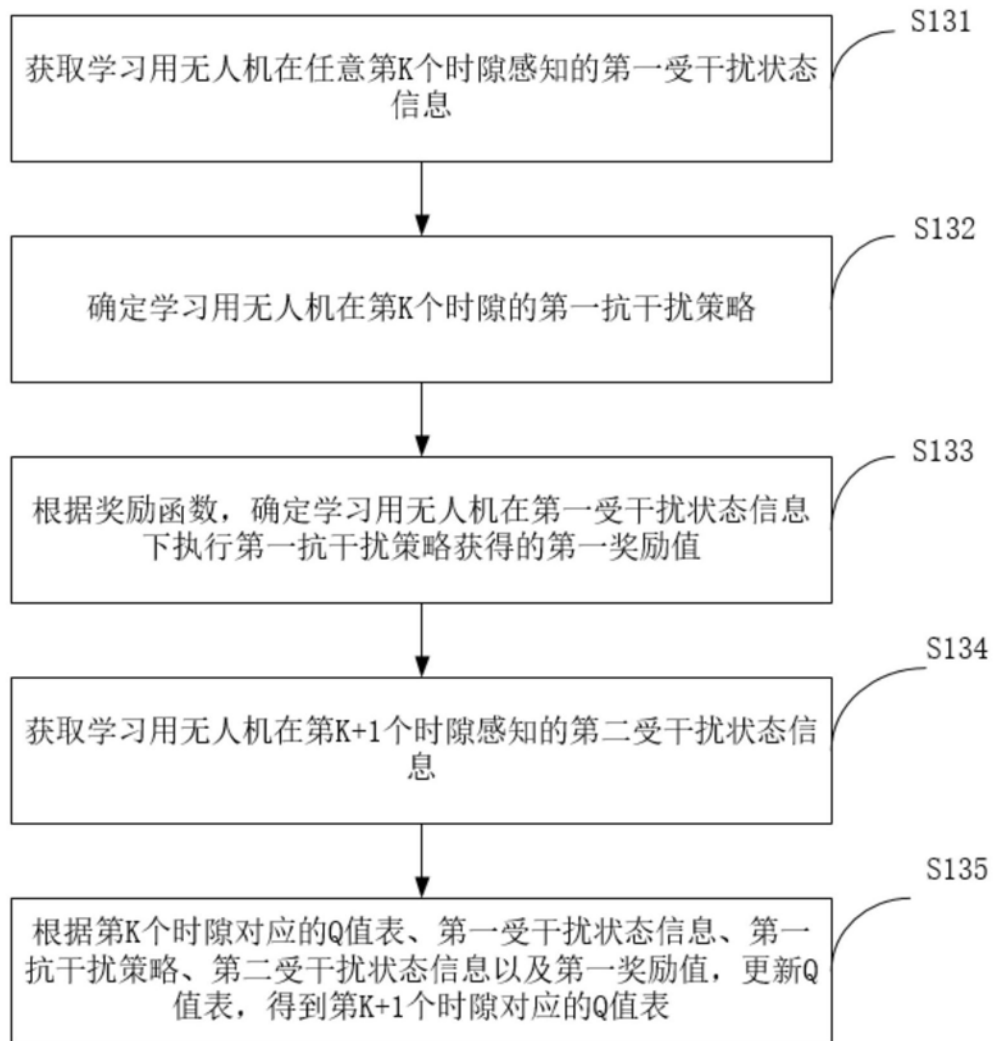 S131
获取学习用无人机在任意第K个时隙感知的第一受干扰状态
信息
S132
确定学习用无人机在第K个时隙的第一抗干扰策略
S133
根据奖励函数，确定学习用无人机在第一受干扰状态信息
下执行第一抗干扰策略获得的第一奖励值
S134
获取学习用无人机在第K+1个时隙感知的第二受干扰状态信
息
S135
根据第K个时隙对应的Q值表、第一受干扰状态信息、第一
抗干扰策略、第二受干扰状态信息以及第一奖励值，更新Q
值表，得到第K+1个时隙对应的Q值表